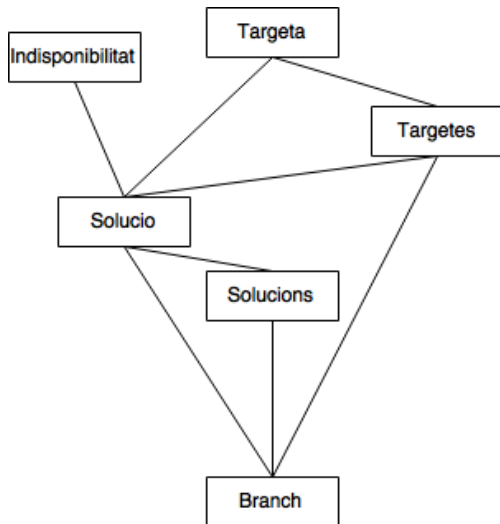 Targeta
Indisponibilitat
Targetes
Solucio
Solucions
Branch